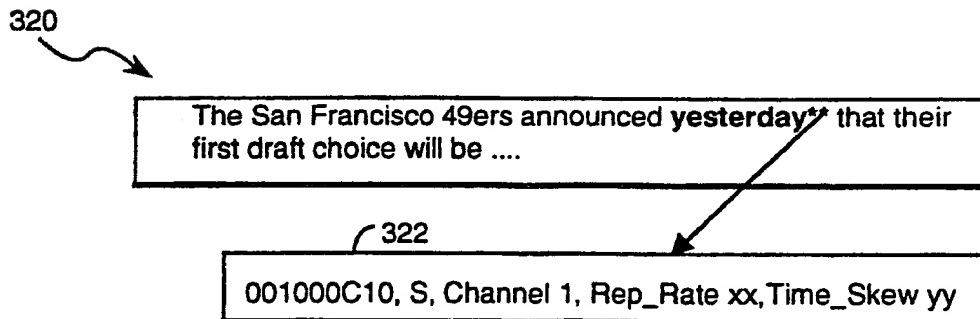 320
The San Francisco 49ers announced yesterday** that their
first draft choice will be ....
322
001000C10, S, Channel 1, Rep_Rate xx,Time_Skew yy